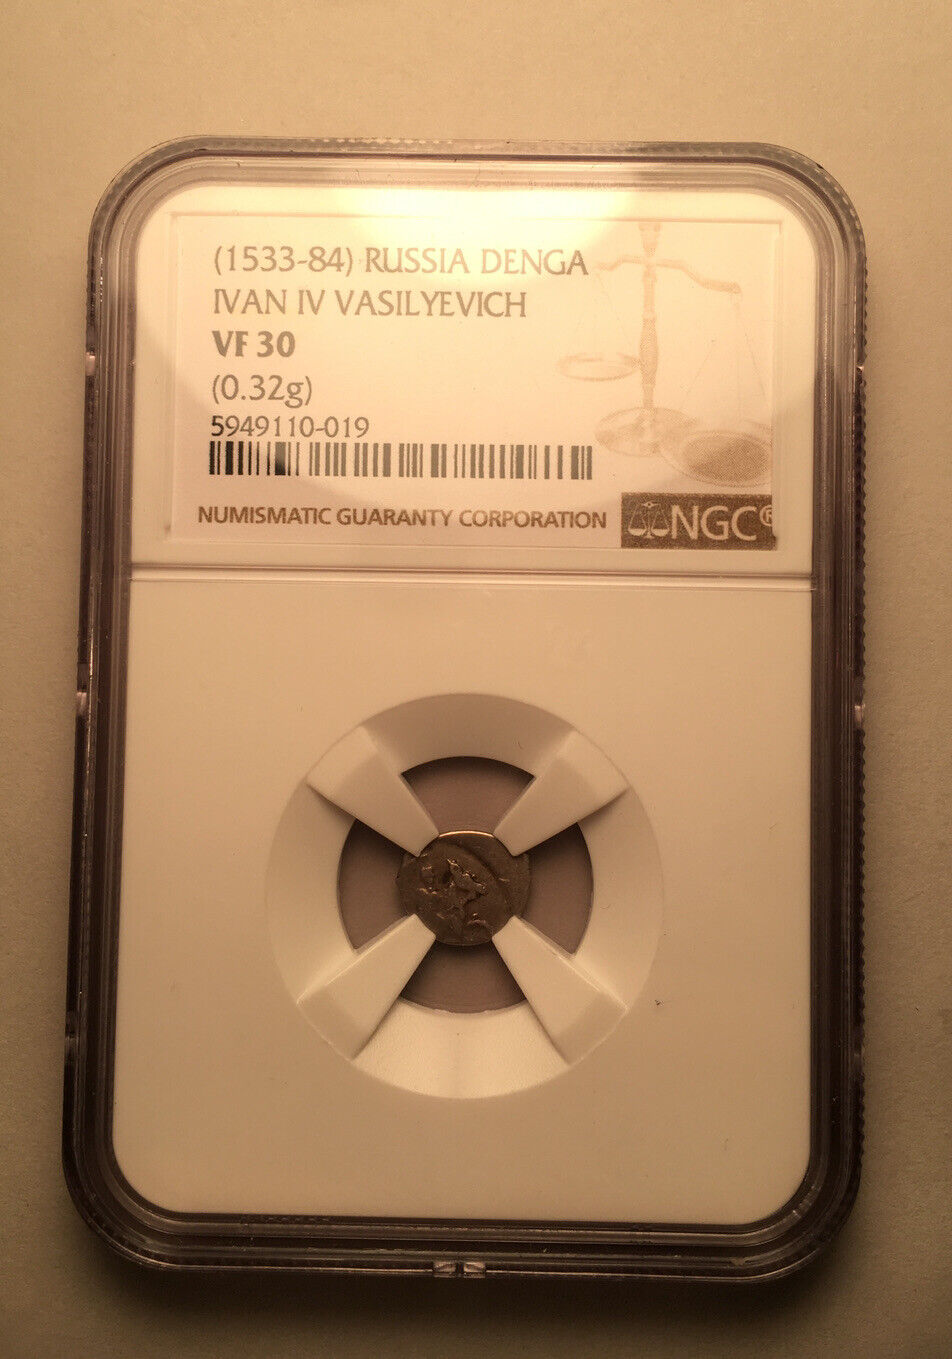 (1533-84) RUSSIA DENGA
IVAN IV VASILYEVICH
VF 30
(0.32g)
5949110-019
NUMISMATIC GUARANTY CORPORATION
NGC®